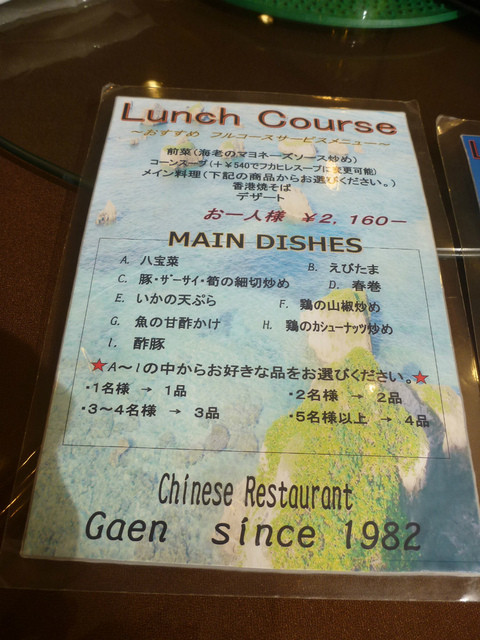 Lunch Course
～おすすめ フルコースサービスメニュー～
前菜(海老のマヨネーズソース炒め)
コーンスープ(+￥540でフカヒレスープに変更可能)
メイン料理(下記の商品からお選びください。)
香港焼そば
デザート
お一人様 ￥2,160－
MAIN DISHES
A. 八宝菜 B. えびたま
C. 豚・ザーサイ・筍の細切炒め D. 春巻
E. いかの天ぷら F. 鶏の山椒炒め
G. 魚の甘酢かけ H. 鶏のカシューナッツ炒め
I. 酢豚
★A～Iの中からお好きな品をお選びください。★
・1名様 → 1品 ・2名様 → 2品
・3～4名様 → 3品 ・5名様以上 → 4品
Chinese Restaurant
Gaen since 1982